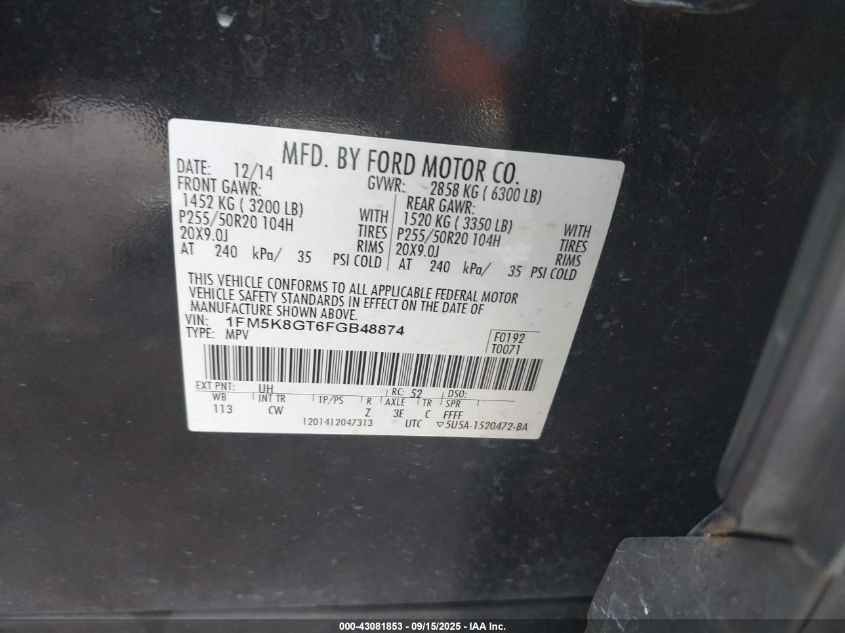 MFD. BY FORD MOTOR CO.
DATE: 12/14 GVWR: 2858 KG ( 6300 LB)
FRONT GAWR: REAR GAWR:
1452 KG ( 3200 LB) WITH 1520 KG ( 3350 LB) WITH
P255/50R20 104H TIRES P255/50R20 104H TIRES
20X9.0J RIMS 20X9.0J RIMS
AT 240 kPa/ 35 PSI COLD AT 240 kPa/ 35 PSI COLD
THIS VEHICLE CONFORMS TO ALL APPLICABLE FEDERAL MOTOR
VEHICLE SAFETY STANDARDS IN EFFECT ON THE DATE OF
MANUFACTURE SHOWN ABOVE.
VIN: 1FM5K8GT6FGB48874 F0192
TYPE: MPV T0071
EXT PNT: UH RC: 52 DSO:
WB INT TR TP/PS R AXLE TR SPR
113 CW Z 3E C FFFF
1201412047313 UTC ▽5U5A-1520472-BA
000-43081853 - 09/15/2025 - IAA Inc.